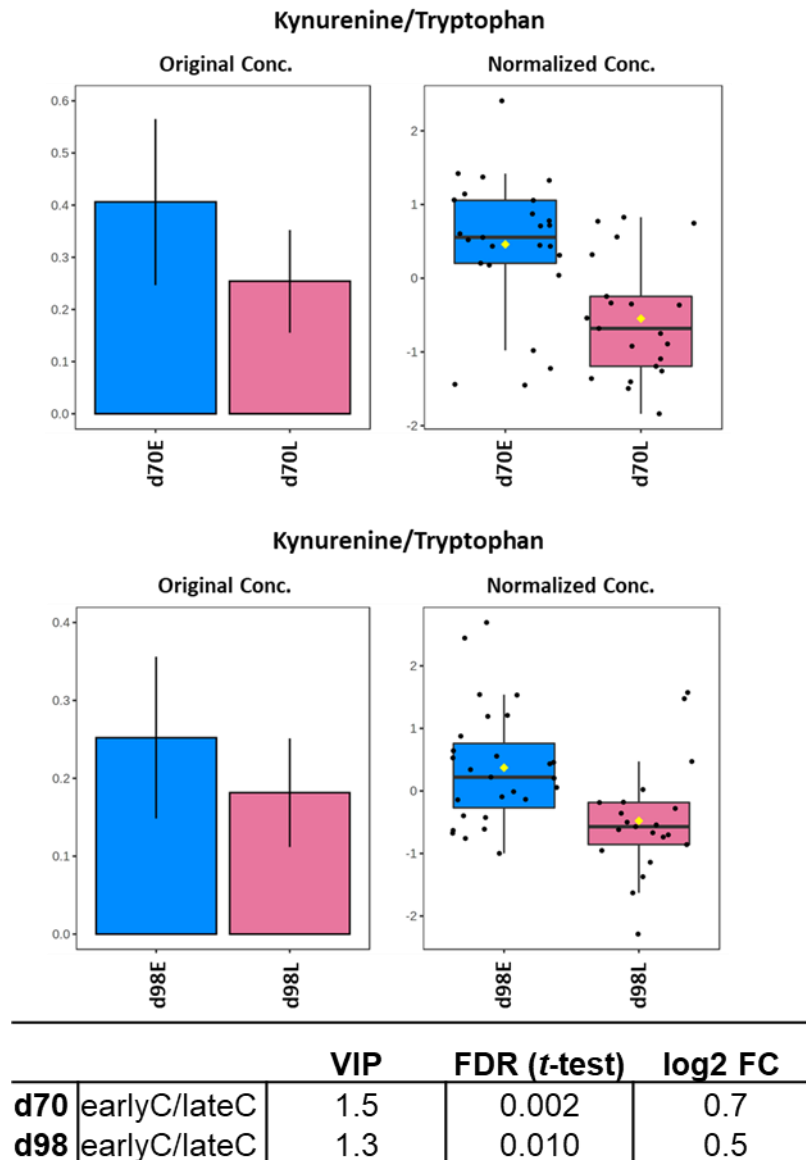 Kynurenine/Tryptophan
Original Conc.
Normalized Conc.
0.6
0.5
0.4
0.3
0.2
0.1
0.0
d70E
d70L
2
1
0
-1
-2
d70E
d70L
Kynurenine/Tryptophan
Original Conc.
Normalized Conc.
0.4
0.3
0.2
0.1
0.0
d98E
d98L
2
1
0
-1
-2
d98E
d98L
VIP FDR (t-test) log2 FC
d70 earlyC/lateC 1.5 0.002 0.7
d98 earlyC/lateC 1.3 0.010 0.5